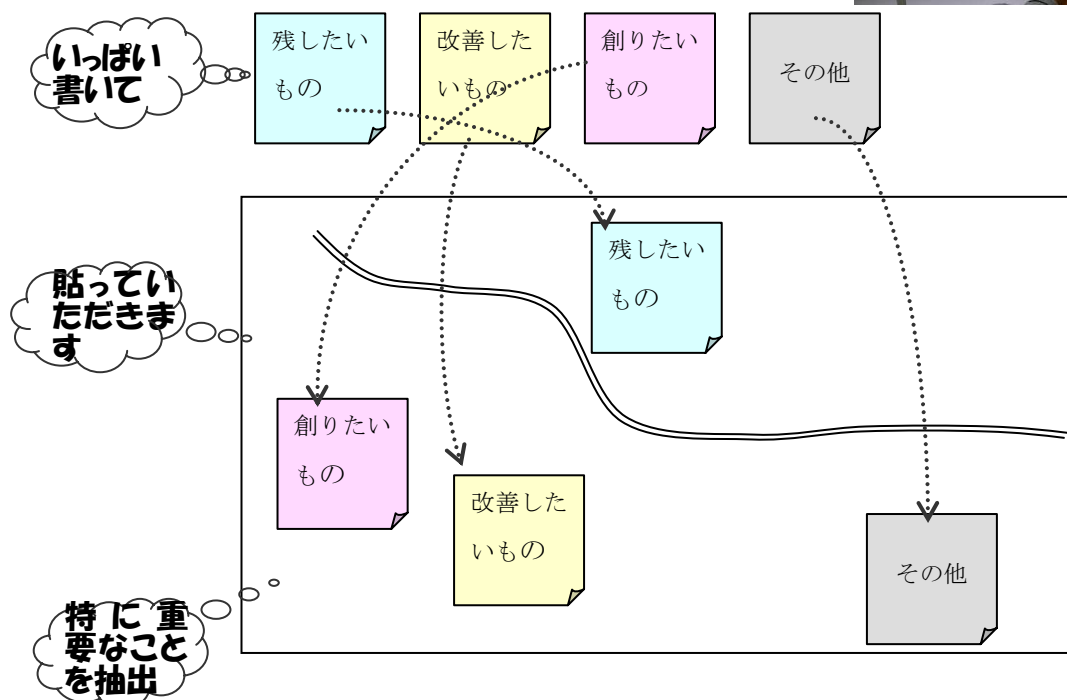 いっぱい
書いて
残したい
もの
改善した
いもの
創りたい
もの
その他
貼ってい
ただきま
す
残したい
もの
創りたい
もの
改善した
いもの
その他
特に重
要なこと
を抽出